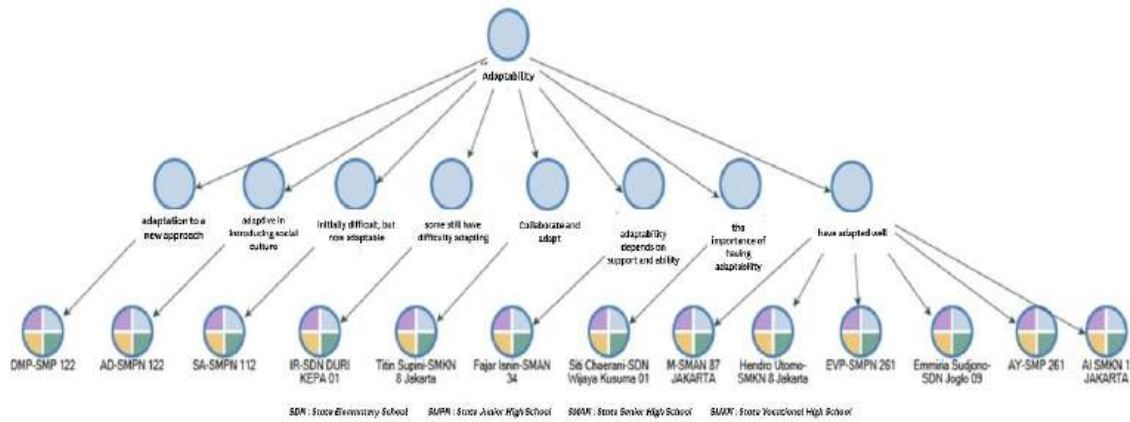 Adaptability
adaptation to a
new approach
adaptive in
introducing social
culture
initially difficult, but
now adaptable
some still have
difficulty adapting
Collaborate and
adapt
adaptability
depends on
support and ability
the
importance of
having
adaptability
have adapted well
DMP-SMP 122
AD-SMPN 122
SA-SMPN 112
IR-SDN DURI
KEPA 01
Titin Supini-SMKN
8 Jakarta
Fajar Isnin-SMAN
34
Siti Chaerani-SDN
Wijaya Kusuma 01
M-SMAN 87
JAKARTA
Hendro Utomo-
SMKN 8 Jakarta
EVP-SMPN 261
Emmiria Sudjono-
SDN Joglo 09
AY-SMP 261
AI SMKN 1
JAKARTA
SDN : State Elementary School SMPN : State Junior High School SMAN : State Senior High School SMKN : State Vocational High School